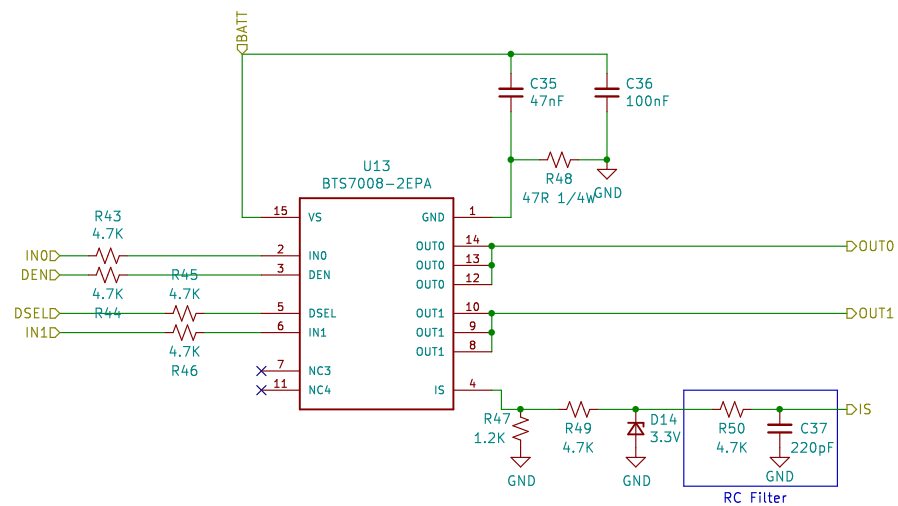 BATT
C35
47nF
C36
100nF
R48
47R 1/4W
GND
U13
BTS7008-2EPA
15 VS
GND 1
R43
4.7K
IN0
2 IN0
OUT0 14
OUT0
DEN
3 DEN
OUT0 13
4.7K
R44
R45
4.7K
OUT0 12
DSEL
5 DSEL
OUT1 10
OUT1
IN1
6 IN1
OUT1 9
4.7K
R46
OUT1 8
7 NC3
11 NC4
IS 4
R47
1.2K
GND
R49
4.7K
D14
3.3V
GND
R50
4.7K
C37
220pF
GND
IS
RC Filter